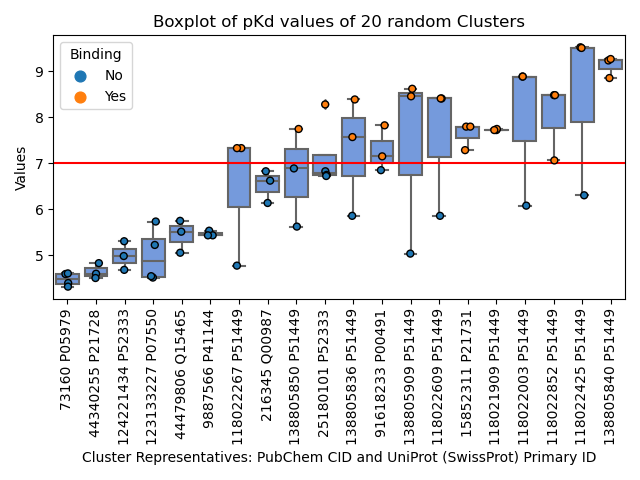 Boxplot of pKd values of 20 random Clusters
Binding
No
Yes
Values
9
8
7
6
5
73160 P05979
44340255 P21728
124221434 P52333
123133227 P07550
44479806 Q15465
9887566 P41144
118022267 P51449
216345 Q00987
138805850 P51449
25180101 P52333
138805836 P51449
91618233 P00491
138805909 P51449
118022609 P51449
15852311 P21731
118021909 P51449
118022003 P51449
118022852 P51449
118022425 P51449
138805840 P51449
Cluster Representatives: PubChem CID and UniProt (SwissProt) Primary ID